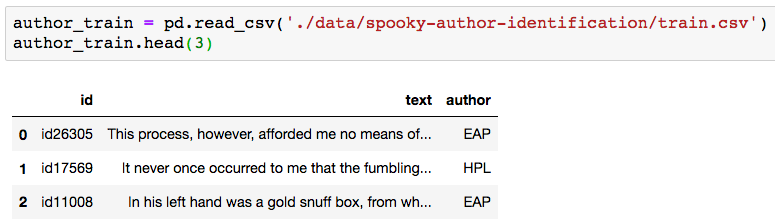 author_train = pd.read_csv('./data/spooky-author-identification/train.csv')
author_train.head(3)
id text author
0 id26305 This process, however, afforded me no means of... EAP
1 id17569 It never once occurred to me that the fumbling... HPL
2 id11008 In his left hand was a gold snuff box, from wh... EAP